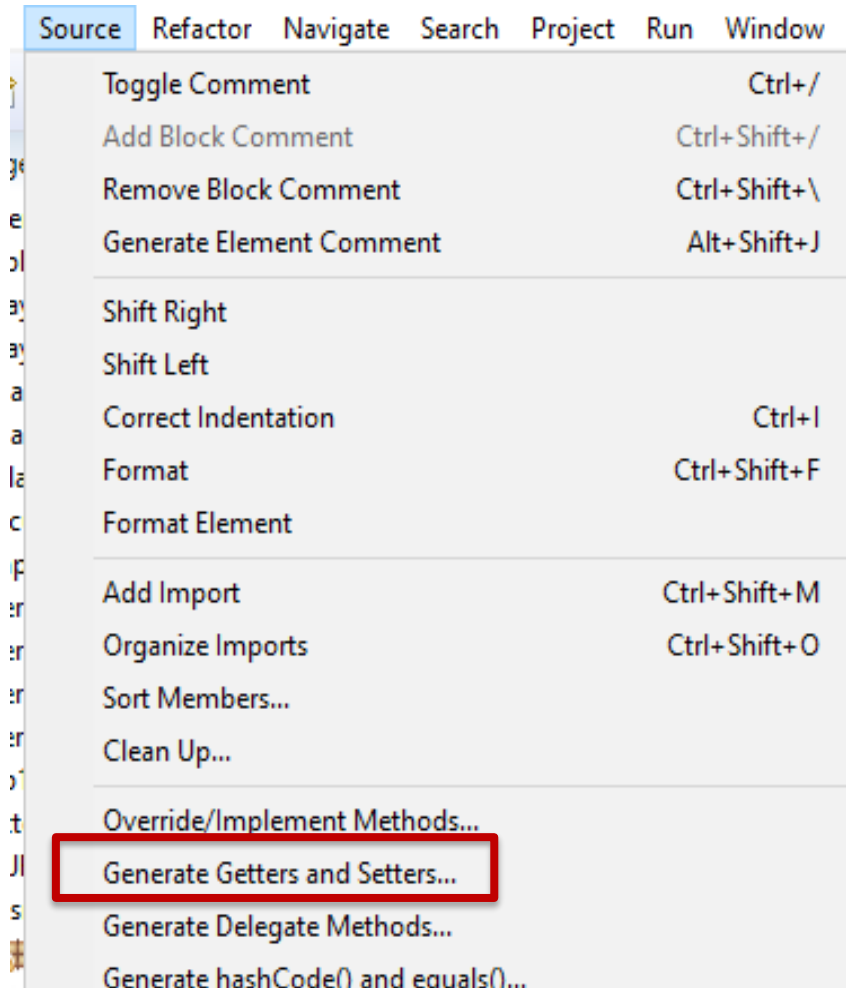 Source Refactor Navigate Search Project Run Window
Toggle Comment Ctrl+/
Add Block Comment Ctrl+Shift+/
Remove Block Comment Ctrl+Shift+\
Generate Element Comment Alt+Shift+J
Shift Right
Shift Left
Correct Indentation Ctrl+I
Format Ctrl+Shift+F
Format Element
Add Import Ctrl+Shift+M
Organize Imports Ctrl+Shift+O
Sort Members...
Clean Up...
Override/Implement Methods...
Generate Getters and Setters...
Generate Delegate Methods...
Generate hashCode() and equals()...